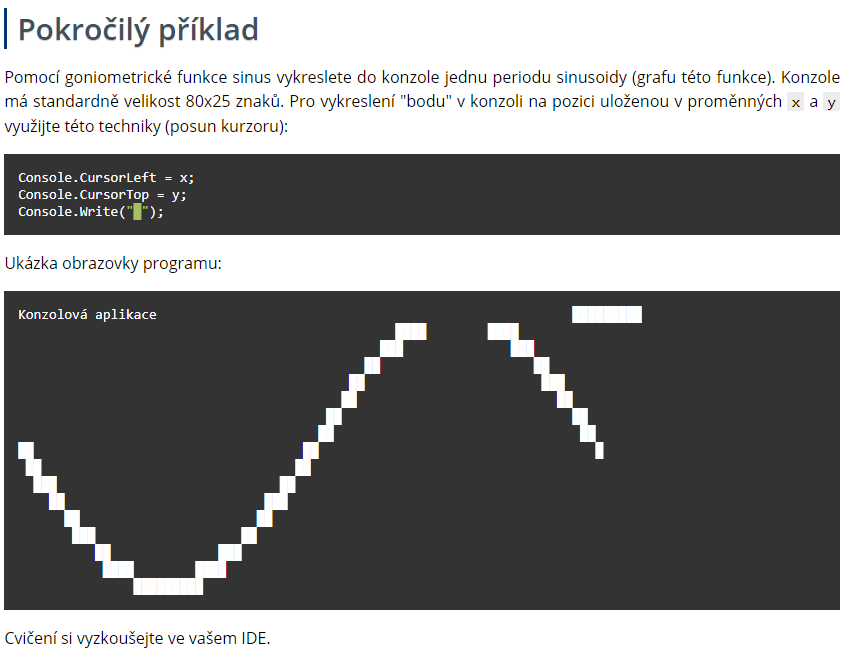 Pokročilý příklad
Pomocí goniometrické funkce sinus vykreslete do konzole jednu periodu sinusoidy (grafu této funkce). Konzole
má standardně velikost 80x25 znaků. Pro vykreslení "bodu" v konzoli na pozici uloženou v proměnných x a y
využijte této techniky (posun kurzoru):
Console.CursorLeft = x;
Console.CursorTop = y;
Console.Write("█");
Ukázka obrazovky programu:
Konzolová aplikace
Cvičení si vyzkoušejte ve vašem IDE.